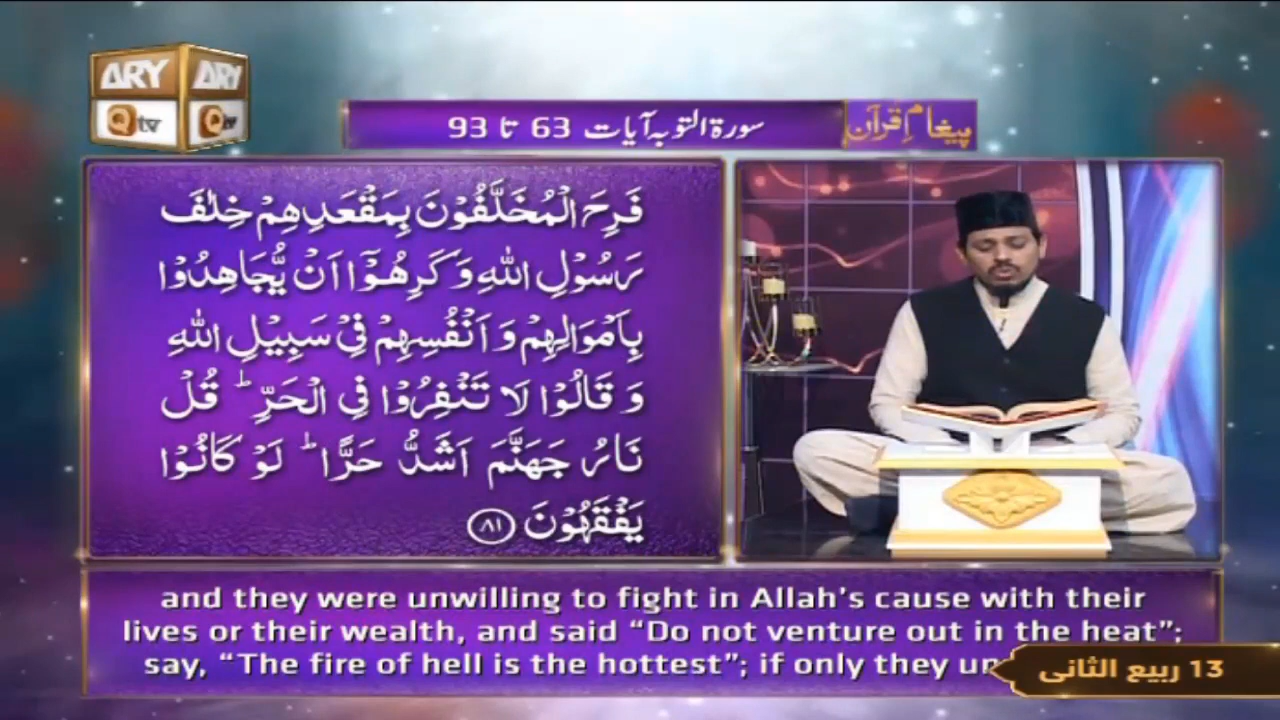 ARY ARY
Qtv Qtv
پیغام اِقرآن
سورۃ التوبہ آیات 63 تا 93
فَرِحَ الْمُخَلَّفُوْنَ بِمَقْعَدِهِمْ خِلٰفَ
رَسُوْلِ اللّٰهِ وَ كَرِهُوْۤا اَنْ یُّجَاهِدُوْا
بِاَمْوَالِهِمْ وَ اَنْفُسِهِمْ فِیْ سَبِیْلِ اللّٰهِ
وَ قَالُوْا لَا تَنْفِرُوْا فِی الْحَرِّؕ قُلْ
نَارُ جَهَنَّمَ اَشَدُّ حَرًّاؕ لَوْ كَانُوْا
یَفْقَهُوْنَ ﴿۸۱﴾
and they were unwilling to fight in Allah's cause with their
lives or their wealth, and said “Do not venture out in the heat”;
say, “The fire of hell is the hottest”; if only they un
13 ربیع الثانی